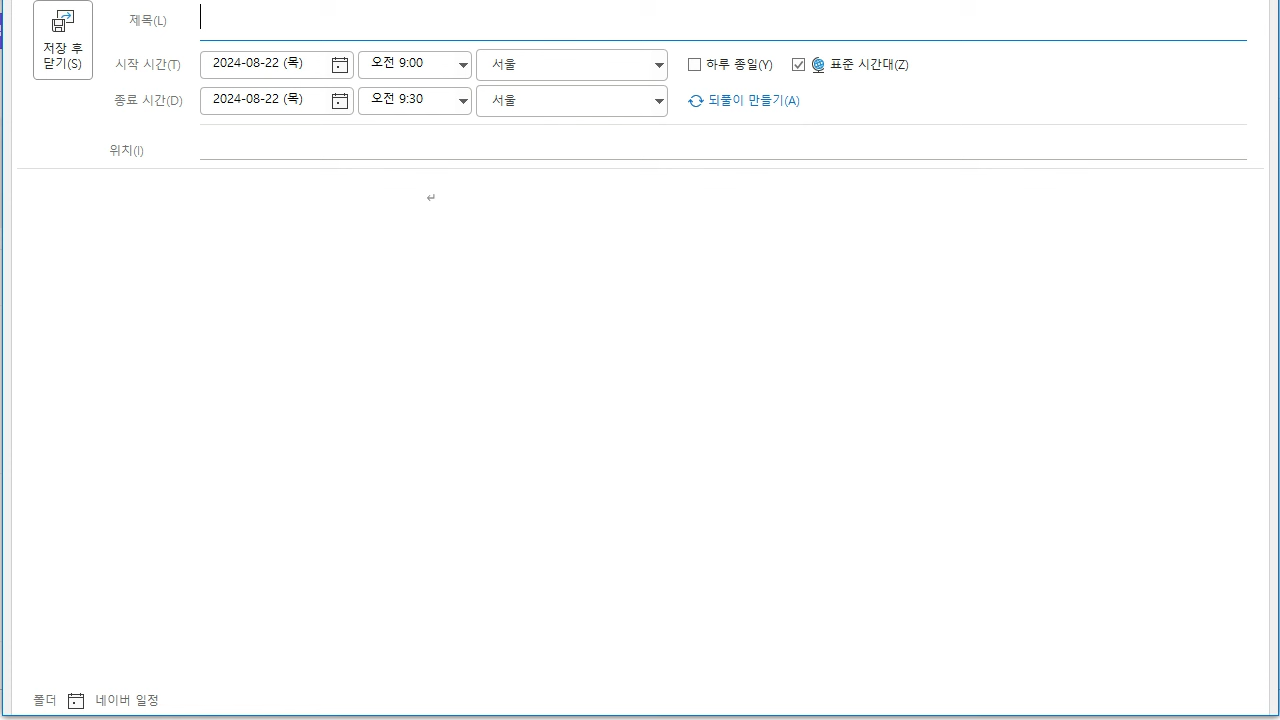 제목(L)
저장 후
닫기(S)
시작 시간(T) 2024-08-22 (목) 오전 9:00 서울 하루 종일(Y) 표준 시간대(Z)
종료 시간(D) 2024-08-22 (목) 오전 9:30 서울 되풀이 만들기(A)
위치(I)
폴더 네이버 일정